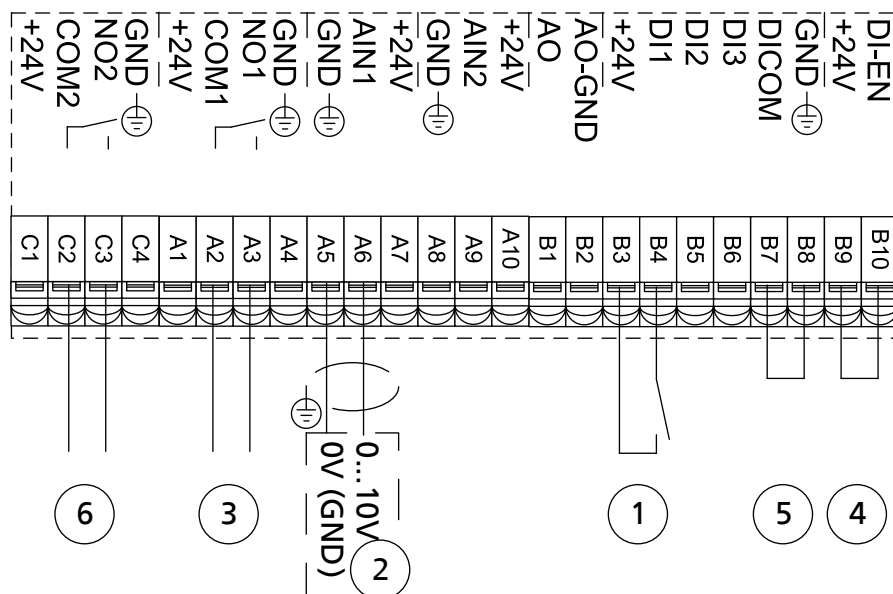 +24V
COM2
NO2
GND
+24V
COM1
NO1
GND
GND
AIN1
+24V
GND
AIN2
+24V
AO
AO-GND
+24V
DI1
DI2
DI3
DICOM
GND
+24V
DI-EN
C1
C2
C3
C4
A1
A2
A3
A4
A5
A6
A7
A8
A9
A10
B1
B2
B3
B4
B5
B6
B7
B8
B9
B10
0V (GND)
0...10V
6
3
2
1
5
4